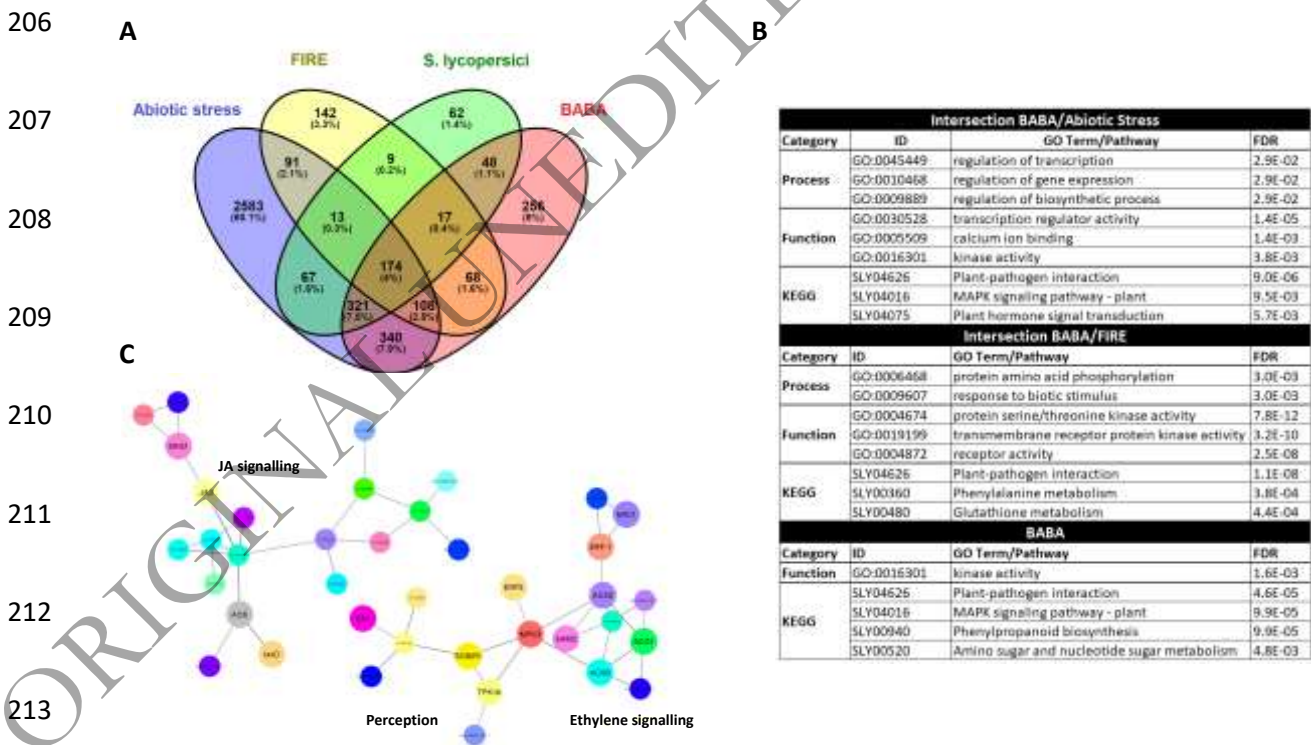 206
A
B
FIRE
S. lycopersici
Abiotic stress
BABA
142
(3.3%)
62
(1.4%)
207
91
(2.1%)
9
(0.2%)
48
(1.1%)
2583
(60.1%)
13
(0.3%)
17
(0.4%)
256
(6%)
208
174
(4%)
67
(1.6%)
68
(1.6%)
321
(7.5%)
108
209
340
(7.9%)
Intersection BABA/Abiotic Stress
Category ID GO Term/Pathway FDR
Process GO:0045449 regulation of transcription 2.9E-02
GO:0010468 regulation of gene expression 2.9E-02
GO:0009889 regulation of biosynthetic process 2.9E-02
Function GO:0030528 transcription regulator activity 1.4E-05
GO:0005509 calcium ion binding 1.4E-03
GO:0016301 kinase activity 3.8E-03
KEGG SLY04626 Plant-pathogen interaction 9.0E-06
SLY04016 MAPK signaling pathway - plant 9.5E-03
SLY04075 Plant hormone signal transduction 5.7E-03
Intersection BABA/FIRE
Category ID GO Term/Pathway FDR
Process GO:0006468 protein amino acid phosphorylation 3.0E-03
GO:0009607 response to biotic stimulus 3.0E-03
Function GO:0004674 protein serine/threonine kinase activity 7.8E-12
GO:0019199 transmembrane receptor protein kinase activity 3.2E-10
GO:0004872 receptor activity 2.5E-08
KEGG SLY04626 Plant-pathogen interaction 1.1E-08
SLY00360 Phenylalanine metabolism 3.8E-04
SLY00480 Glutathione metabolism 4.4E-04
BABA
Category ID GO Term/Pathway FDR
Function GO:0016301 kinase activity 1.6E-03
KEGG SLY04626 Plant-pathogen interaction 4.6E-05
SLY04016 MAPK signaling pathway - plant 9.9E-05
SLY00940 Phenylpropanoid biosynthesis 9.9E-05
SLY00520 Amino sugar and nucleotide sugar metabolism 4.8E-03
C
210
JA signalling
211
212
AOS
Perception
Ethylene signalling
213
ORIGINAL UNEDIT